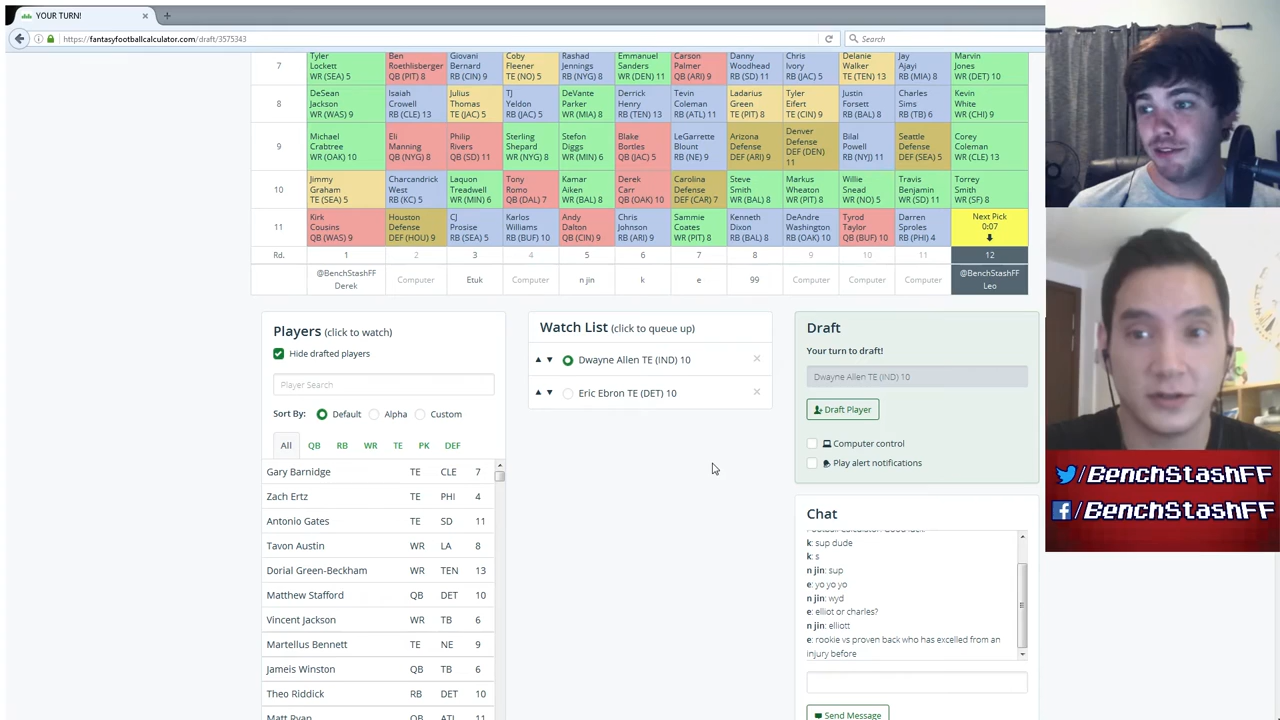 YOUR TURN!
https://fantasyfootballcalculator.com/draft/3575343
Search
7
Tyler Lockett WR (SEA) 5
Ben Roethlisberger QB (PIT) 8
Giovani Bernard RB (CIN) 9
Coby Fleener TE (NO) 5
Rashad Jennings RB (NYG) 8
Emmanuel Sanders WR (DEN) 11
Carson Palmer QB (ARI) 9
Danny Woodhead RB (SD) 11
Chris Ivory RB (JAC) 5
Delanie Walker TE (TEN) 13
Jay Ajayi RB (MIA) 8
Marvin Jones WR (DET) 10
8
DeSean Jackson WR (WAS) 9
Isaiah Crowell RB (CLE) 13
Julius Thomas TE (JAC) 5
TJ Yeldon RB (JAC) 5
DeVante Parker WR (MIA) 8
Derrick Henry RB (TEN) 13
Tevin Coleman RB (ATL) 11
Ladarius Green TE (PIT) 8
Tyler Eifert TE (CIN) 9
Justin Forsett RB (BAL) 8
Charles Sims RB (TB) 6
Kevin White WR (CHI) 9
9
Michael Crabtree WR (OAK) 10
Eli Manning QB (NYG) 8
Philip Rivers QB (SD) 11
Sterling Shepard WR (NYG) 8
Stefon Diggs WR (MIN) 6
Blake Bortles QB (JAC) 5
LeGarrette Blount RB (NE) 9
Arizona Defense DEF (ARI) 9
Denver Defense DEF (DEN) 11
Bilal Powell RB (NYJ) 11
Seattle Defense DEF (SEA) 5
Corey Coleman WR (CLE) 13
10
Jimmy Graham TE (SEA) 5
Charcandrick West RB (KC) 5
Laquon Treadwell WR (MIN) 6
Tony Romo QB (DAL) 7
Kamar Aiken WR (BAL) 8
Derek Carr QB (OAK) 10
Carolina Defense DEF (CAR) 7
Steve Smith WR (BAL) 8
Markus Wheaton WR (PIT) 8
Willie Snead WR (NO) 5
Travis Benjamin WR (SD) 11
Torrey Smith WR (SF) 8
11
Kirk Cousins QB (WAS) 9
Houston Defense DEF (HOU) 9
CJ Prosise RB (SEA) 5
Karlos Williams RB (BUF) 10
Andy Dalton QB (CIN) 9
Chris Johnson RB (ARI) 9
Sammie Coates WR (PIT) 8
Kenneth Dixon RB (BAL) 8
DeAndre Washington RB (OAK) 10
Tyrod Taylor QB (BUF) 10
Darren Sproles RB (PHI) 4
Next Pick 0:07
Rd. 1 2 3 4 5 6 7 8 9 10 11 12
@BenchStashFF Derek
Computer
Etuk
Computer
n jin
k
e
99
Computer
Computer
Computer
@BenchStashFF Leo
Players (click to watch)
Hide drafted players
Player Search
Sort By: Default Alpha Custom
All QB RB WR TE PK DEF
Gary Barnidge TE CLE 7
Zach Ertz TE PHI 4
Antonio Gates TE SD 11
Tavon Austin WR LA 8
Dorial Green-Beckham WR TEN 13
Matthew Stafford QB DET 10
Vincent Jackson WR TB 6
Martellus Bennett TE NE 9
Jameis Winston QB TB 6
Theo Riddick RB DET 10
Matt Ryan QB ATL 11
Watch List (click to queue up)
Dwayne Allen TE (IND) 10
Eric Ebron TE (DET) 10
Draft
Your turn to draft!
Dwayne Allen TE (IND) 10
Draft Player
Computer control
Play alert notifications
Chat
k: sup dude
k: s
n jin: sup
e: yo yo yo
n jin: wyd
e: elliot or charles?
n jin: elliott
e: rookie vs proven back who has excelled from an
injury before
Send Message
/BenchStashFF
/BenchStashFF